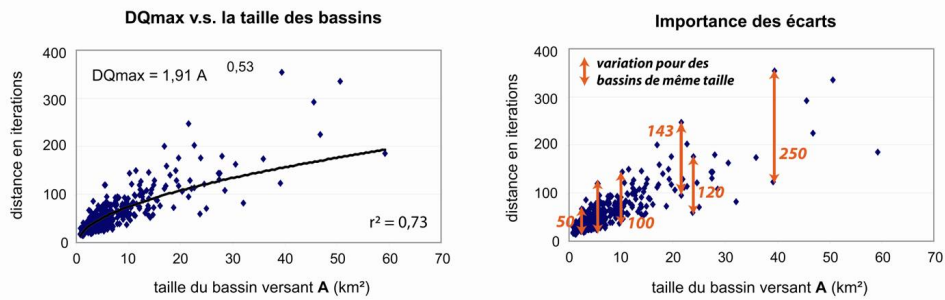 DQmax v.s. la taille des bassins
400
300
200
100
0
distance en iterations
DQmax = 1,91 A 0,53
r² = 0,73
0 10 20 30 40 50 60 70
taille du bassin versant A (km²)
Importance des écarts
400
300
200
100
0
distance en iterations
variation pour des
bassins de même taille
143
250
120
50
100
0 10 20 30 40 50 60 70
taille du bassin versant A (km²)